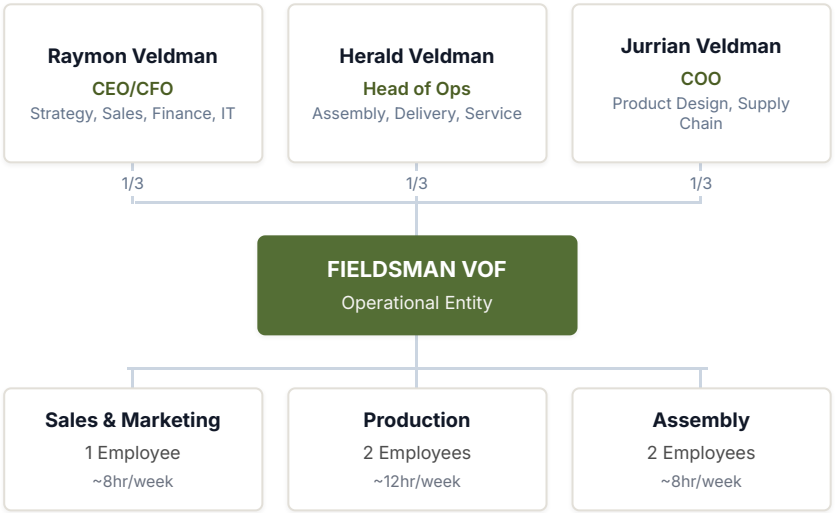 Raymon Veldman
CEO/CFO
Strategy, Sales, Finance, IT
Herald Veldman
Head of Ops
Assembly, Delivery, Service
Jurrian Veldman
COO
Product Design, Supply
Chain
1/3
1/3
1/3
FIELDSMAN VOF
Operational Entity
Sales & Marketing
1 Employee
~8hr/week
Production
2 Employees
~12hr/week
Assembly
2 Employees
~8hr/week